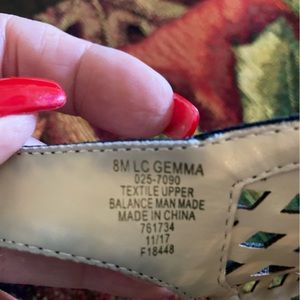 8M LC GEMMA
025-7090
TEXTILE UPPER
BALANCE MAN MADE
MADE IN CHINA
761734
11/17
F18448